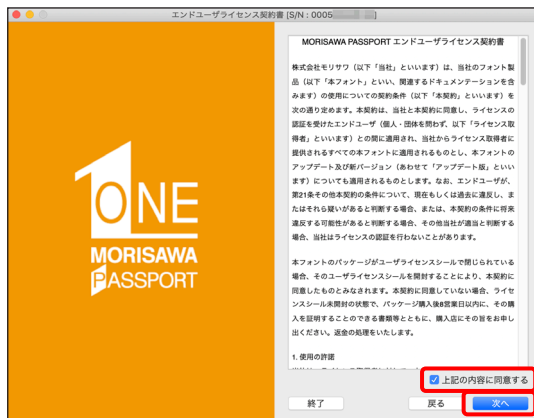 エンドユーザライセンス契約書 [S/N : 0005
ONE
MORISAWA
PASSPORT
MORISAWA PASSPORT エンドユーザライセンス契約書
株式会社モリサワ（以下「当社」といいます）は、当社のフォント製
品（以下「本フォント」といい、関連するドキュメンテーションを含
みます）の使用についての契約条件（以下「本契約」といいます）を
次の通り定めます。本契約は、当社と本契約に同意し、ライセンスの
認証を受けたエンドユーザ（個人・団体を問わず、以下「ライセンス取
得者」といいます）との間に適用され、当社からライセンス取得者に
提供されるすべての本フォントに適用されるものとし、本フォントの
アップデート及び新バージョン（あわせて「アップデート版」といい
ます）についても適用されるものとします。なお、エンドユーザが、
第21条その他本契約の条件について、現在もしくは過去に違反し、ま
たはそれら疑いがあると判断する場合、または、本契約の条件に将来
違反する可能性があると判断する場合、その他当社が適当と判断する
場合、当社はライセンスの認証を行わないことがあります。
本フォントのパッケージがユーザライセンスシールで閉じられている
場合、そのユーザライセンスシールを開封することにより、本契約に
同意したものとみなされます。本契約に同意していない場合、ライセ
ンスシール未開封の状態で、パッケージ購入後8営業日以内に、その購
入を証明することのできる書類等とともに、購入店にその旨をお申し
出ください。返金の処理をいたします。
1. 使用の許諾
上記の内容に同意する
終了
戻る
次へ